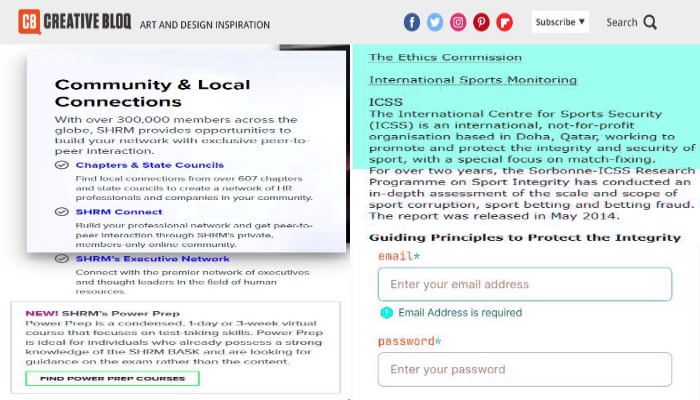 CB CREATIVE BLOQ ART AND DESIGN INSPIRATION
Subscribe ▼ Search
Community & Local
Connections
With over 300,000 members across the
globe, SHRM provides opportunities to
build your network with exclusive peer-to-
peer interaction.
Chapters & State Councils
Find local connections from over 607 chapters
and state councils to create a network of HR
professionals and companies in your community.
SHRM Connect
Build your professional network and get peer-to-
peer interaction through SHRM's private,
members-only online community.
SHRM's Executive Network
Connect with the premier network of executives
and thought leaders in the field of human
resources.
NEW! SHRM's Power Prep
Power Prep is a condensed, 1-day or 3-week virtual
course that focuses on test-taking skills. Power Prep
is ideal for individuals who already possess a strong
knowledge of the SHRM BASK and are looking for
guidance on the exam rather than the content.
FIND POWER PREP COURSES
The Ethics Commission
International Sports Monitoring
ICSS
The International Centre for Sports Security
(ICSS) is an international, not-for-profit
organisation based in Doha, Qatar, working to
promote and protect the integrity and security of
sport, with a special focus on match-fixing.
For over two years, the Sorbonne-ICSS Research
Programme on Sport Integrity has conducted an
in-depth assessment of the scale and scope of
sport corruption, sport betting and betting fraud.
The report was released in May 2014.
Guiding Principles to Protect the Integrity
email*
Enter your email address
Email Address is required
password*
Enter your password